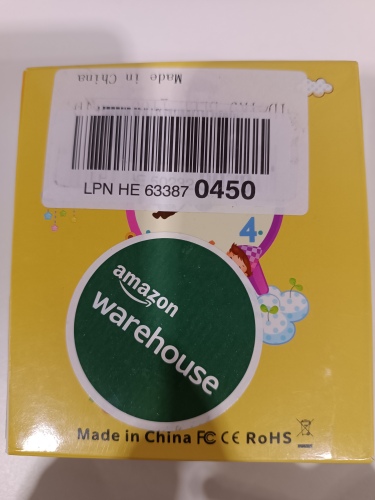 Made in China
LPN HE 63387 0450
4
amazon
warehouse
Made in China FC CE RoHS